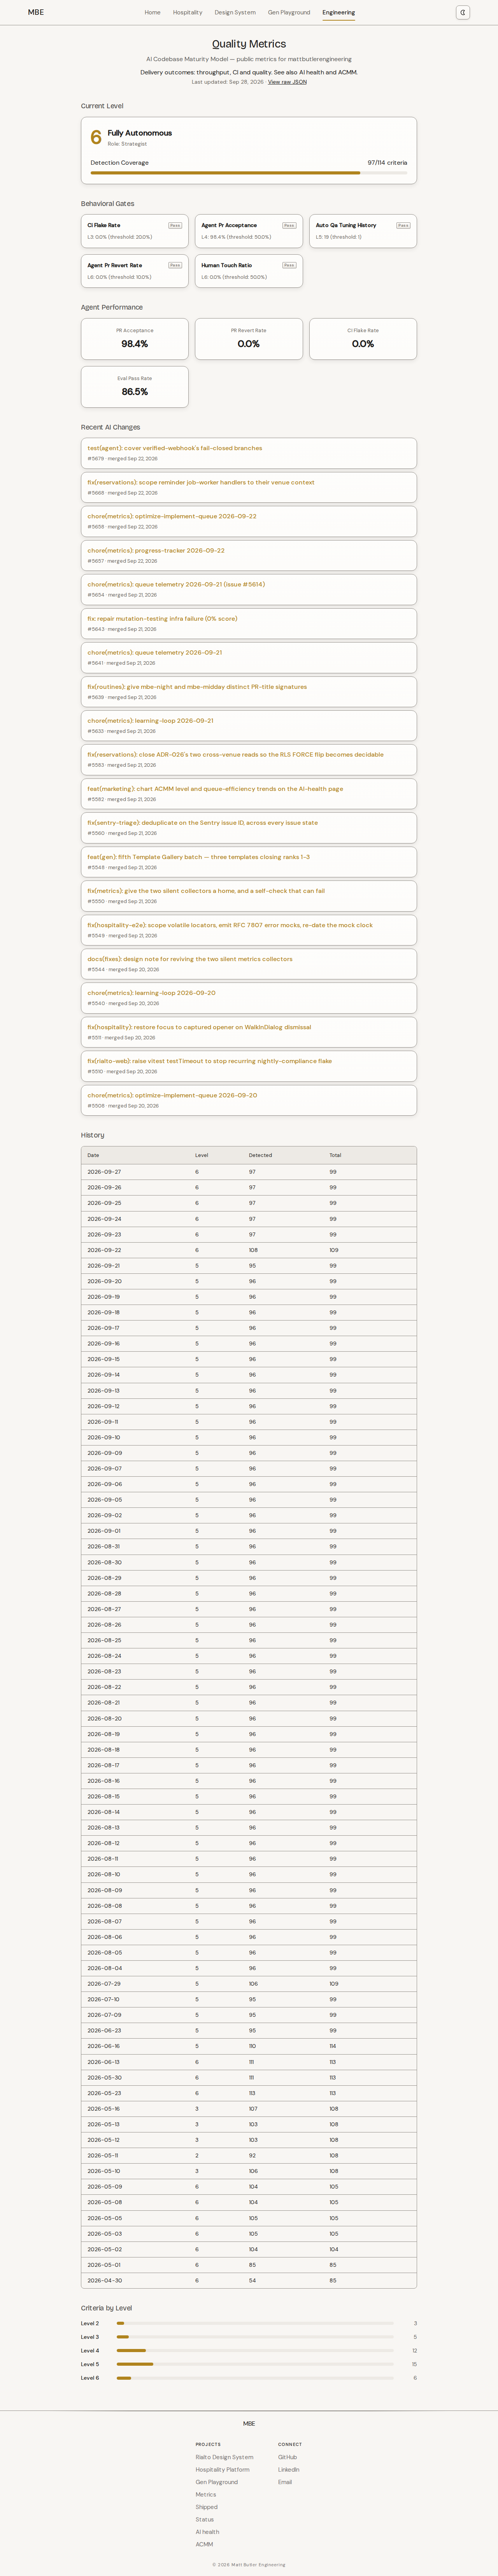 MBE
Home Hospitality Design System Gen Playground Engineering
Quality Metrics
AI Codebase Maturity Model — public metrics for mattbutlerengineering
Delivery outcomes: throughput, CI and quality. See also AI health and ACMM.
Last updated: Sep 28, 2026 · View raw JSON
Current Level
6 Fully Autonomous
Role: Strategist
Detection Coverage 97/114 criteria
Behavioral Gates
CI Flake Rate Pass
L3: 0.0% (threshold: 20.0%)
Agent Pr Acceptance Pass
L4: 98.4% (threshold: 50.0%)
Auto Qa Tuning History Pass
L5: 19 (threshold: 1)
Agent Pr Revert Rate Pass
L6: 0.0% (threshold: 10.0%)
Human Touch Ratio Pass
L6: 0.0% (threshold: 50.0%)
Agent Performance
PR Acceptance
98.4%
PR Revert Rate
0.0%
CI Flake Rate
0.0%
Eval Pass Rate
86.5%
Recent AI Changes
test(agent): cover verified-webhook's fail-closed branches
#5679 · merged Sep 22, 2026
fix(reservations): scope reminder job-worker handlers to their venue context
#5668 · merged Sep 22, 2026
chore(metrics): optimize-implement-queue 2026-09-22
#5658 · merged Sep 22, 2026
chore(metrics): progress-tracker 2026-09-22
#5657 · merged Sep 22, 2026
chore(metrics): queue telemetry 2026-09-21 (issue #5614)
#5654 · merged Sep 21, 2026
fix: repair mutation-testing infra failure (0% score)
#5643 · merged Sep 21, 2026
chore(metrics): queue telemetry 2026-09-21
#5641 · merged Sep 21, 2026
fix(routines): give mbe-night and mbe-midday distinct PR-title signatures
#5639 · merged Sep 21, 2026
chore(metrics): learning-loop 2026-09-21
#5633 · merged Sep 21, 2026
fix(reservations): close ADR-026's two cross-venue reads so the RLS FORCE flip becomes decidable
#5583 · merged Sep 21, 2026
feat(marketing): chart ACMM level and queue-efficiency trends on the AI-health page
#5582 · merged Sep 21, 2026
fix(sentry-triage): deduplicate on the Sentry issue ID, across every issue state
#5560 · merged Sep 21, 2026
feat(gen): fifth Template Gallery batch — three templates closing ranks 1-3
#5548 · merged Sep 21, 2026
fix(metrics): give the two silent collectors a home, and a self-check that can fail
#5550 · merged Sep 21, 2026
fix(hospitality-e2e): scope volatile locators, emit RFC 7807 error mocks, re-date the mock clock
#5549 · merged Sep 21, 2026
docs(fixes): design note for reviving the two silent metrics collectors
#5544 · merged Sep 20, 2026
chore(metrics): learning-loop 2026-09-20
#5540 · merged Sep 20, 2026
fix(hospitality): restore focus to captured opener on WalkInDialog dismissal
#5511 · merged Sep 20, 2026
fix(rialto-web): raise vitest testTimeout to stop recurring nightly-compliance flake
#5510 · merged Sep 20, 2026
chore(metrics): optimize-implement-queue 2026-09-20
#5508 · merged Sep 20, 2026
History
Date Level Detected Total
2026-09-27 6 97 99
2026-09-26 6 97 99
2026-09-25 6 97 99
2026-09-24 6 97 99
2026-09-23 6 97 99
2026-09-22 6 108 109
2026-09-21 5 95 99
2026-09-20 5 96 99
2026-09-19 5 96 99
2026-09-18 5 96 99
2026-09-17 5 96 99
2026-09-16 5 96 99
2026-09-15 5 96 99
2026-09-14 5 96 99
2026-09-13 5 96 99
2026-09-12 5 96 99
2026-09-11 5 96 99
2026-09-10 5 96 99
2026-09-09 5 96 99
2026-09-07 5 96 99
2026-09-06 5 96 99
2026-09-05 5 96 99
2026-09-02 5 96 99
2026-09-01 5 96 99
2026-08-31 5 96 99
2026-08-30 5 96 99
2026-08-29 5 96 99
2026-08-28 5 96 99
2026-08-27 5 96 99
2026-08-26 5 96 99
2026-08-25 5 96 99
2026-08-24 5 96 99
2026-08-23 5 96 99
2026-08-22 5 96 99
2026-08-21 5 96 99
2026-08-20 5 96 99
2026-08-19 5 96 99
2026-08-18 5 96 99
2026-08-17 5 96 99
2026-08-16 5 96 99
2026-08-15 5 96 99
2026-08-14 5 96 99
2026-08-13 5 96 99
2026-08-12 5 96 99
2026-08-11 5 96 99
2026-08-10 5 96 99
2026-08-09 5 96 99
2026-08-08 5 96 99
2026-08-07 5 96 99
2026-08-06 5 96 99
2026-08-05 5 96 99
2026-08-04 5 96 99
2026-07-29 5 106 109
2026-07-10 5 95 99
2026-07-09 5 95 99
2026-06-23 5 95 99
2026-06-16 5 110 114
2026-06-13 6 111 113
2026-05-30 6 111 113
2026-05-23 6 113 113
2026-05-16 3 107 108
2026-05-13 3 103 108
2026-05-12 3 103 108
2026-05-11 2 92 108
2026-05-10 3 106 108
2026-05-09 6 104 105
2026-05-08 6 104 105
2026-05-05 6 105 105
2026-05-03 6 105 105
2026-05-02 6 104 104
2026-05-01 6 85 85
2026-04-30 6 54 85
Criteria by Level
Level 2 3
Level 3 5
Level 4 12
Level 5 15
Level 6 6
MBE
PROJECTS
Rialto Design System
Hospitality Platform
Gen Playground
Metrics
Shipped
Status
AI health
ACMM
CONNECT
GitHub
LinkedIn
Email
© 2026 Matt Butler Engineering